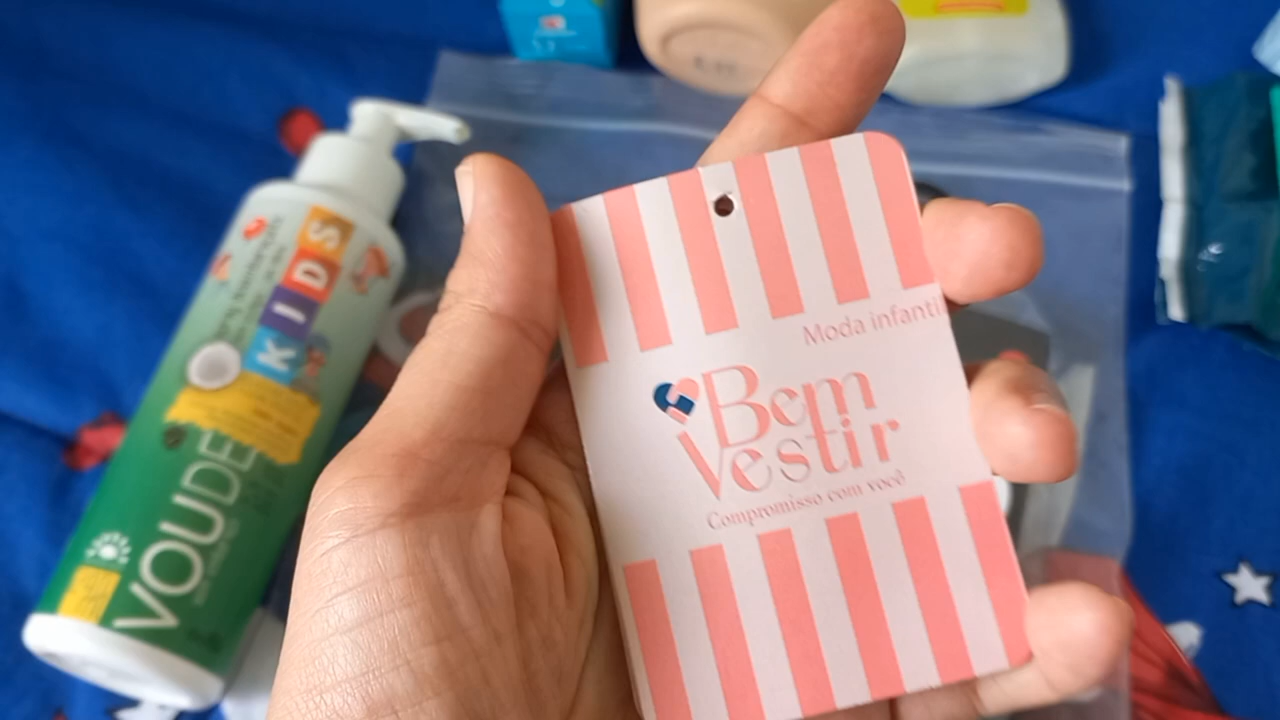 Moda infantil
Bem
Vestir
Compromisso com você
KIDS
VOUDE